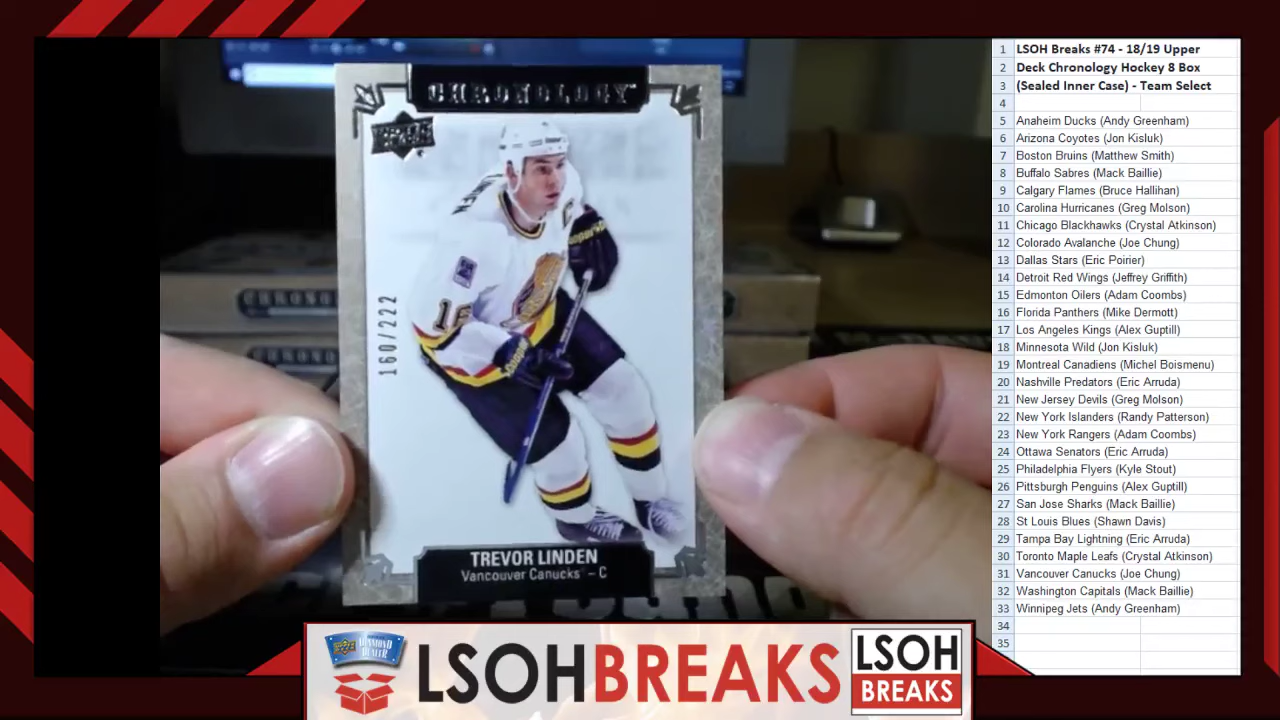 CHRONOLOGY
160/222
16
TREVOR LINDEN
Vancouver Canucks - C
1 LSOH Breaks #74 - 18/19 Upper
2 Deck Chronology Hockey 8 Box
3 (Sealed Inner Case) - Team Select
4
5 Anaheim Ducks (Andy Greenham)
6 Arizona Coyotes (Jon Kisluk)
7 Boston Bruins (Matthew Smith)
8 Buffalo Sabres (Mack Baillie)
9 Calgary Flames (Bruce Hallihan)
10 Carolina Hurricanes (Greg Molson)
11 Chicago Blackhawks (Crystal Atkinson)
12 Colorado Avalanche (Joe Chung)
13 Dallas Stars (Eric Poirier)
14 Detroit Red Wings (Jeffrey Griffith)
15 Edmonton Oilers (Adam Coombs)
16 Florida Panthers (Mike Dermott)
17 Los Angeles Kings (Alex Guptill)
18 Minnesota Wild (Jon Kisluk)
19 Montreal Canadiens (Michel Boismenu)
20 Nashville Predators (Eric Arruda)
21 New Jersey Devils (Greg Molson)
22 New York Islanders (Randy Patterson)
23 New York Rangers (Adam Coombs)
24 Ottawa Senators (Eric Arruda)
25 Philadelphia Flyers (Kyle Stout)
26 Pittsburgh Penguins (Alex Guptill)
27 San Jose Sharks (Mack Baillie)
28 St Louis Blues (Shawn Davis)
29 Tampa Bay Lightning (Eric Arruda)
30 Toronto Maple Leafs (Crystal Atkinson)
31 Vancouver Canucks (Joe Chung)
32 Washington Capitals (Mack Baillie)
33 Winnipeg Jets (Andy Greenham)
34
35
DIAMOND
DEALER
LSOHBREAKS
LSOH
BREAKS